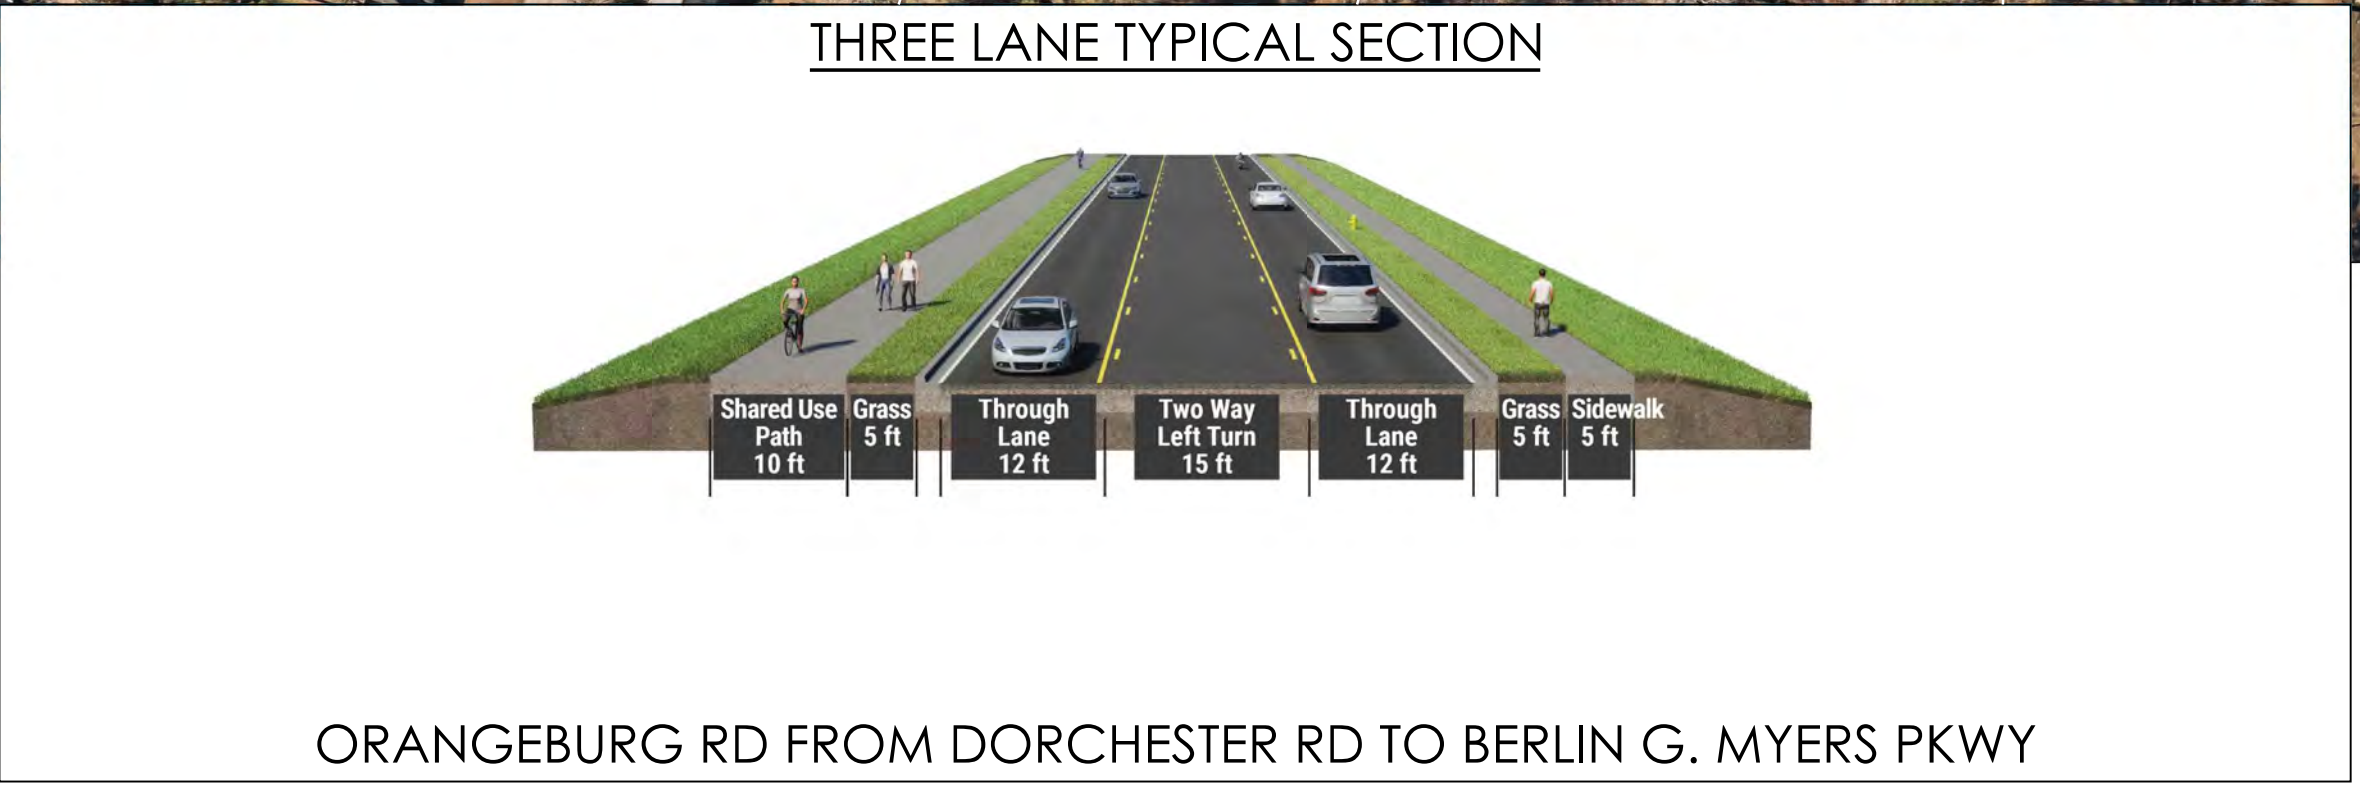 THREE LANE TYPICAL SECTION
Shared Use
Path
10 ft
Grass
5 ft
Through
Lane
12 ft
Two Way
Left Turn
15 ft
Through
Lane
12 ft
Grass
5 ft
Sidewalk
5 ft
ORANGEBURG RD FROM DORCHESTER RD TO BERLIN G. MYERS PKWY